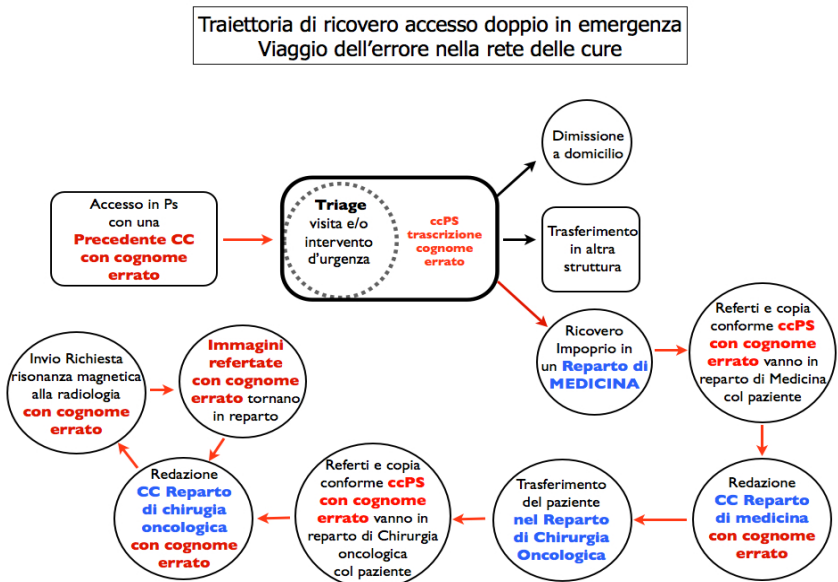 Traiettoria di ricovero accesso doppio in emergenza
Viaggio dell'errore nella rete delle cure
Accesso in Ps
con una
Precedente CC
con cognome
errato
Triage
visita e/o
intervento
d'urgenza
ccPS
trascrizione
cognome
errato
Dimissione
a domicilio
Trasferimento
in altra
struttura
Ricovero
Impoprio in
un Reparto di
MEDICINA
Referti e copia
conforme ccPS
con cognome
errato vanno in
reparto di Medicina
col paziente
Redazione
CC Reparto
di medicina
con cognome
errato
Trasferimento
del paziente
nel Reparto
di Chirurgia
Oncologica
Referti e copia
conforme ccPS
con cognome
errato vanno in
reparto di Chirurgia
oncologica
col paziente
Redazione
CC Reparto
di chirugia
oncologica
con cognome
errato
Invio Richiesta
risonanza magnetica
alla radiologia
con cognome
errato
Immagini
refertate
con cognome
errato tornano
in reparto